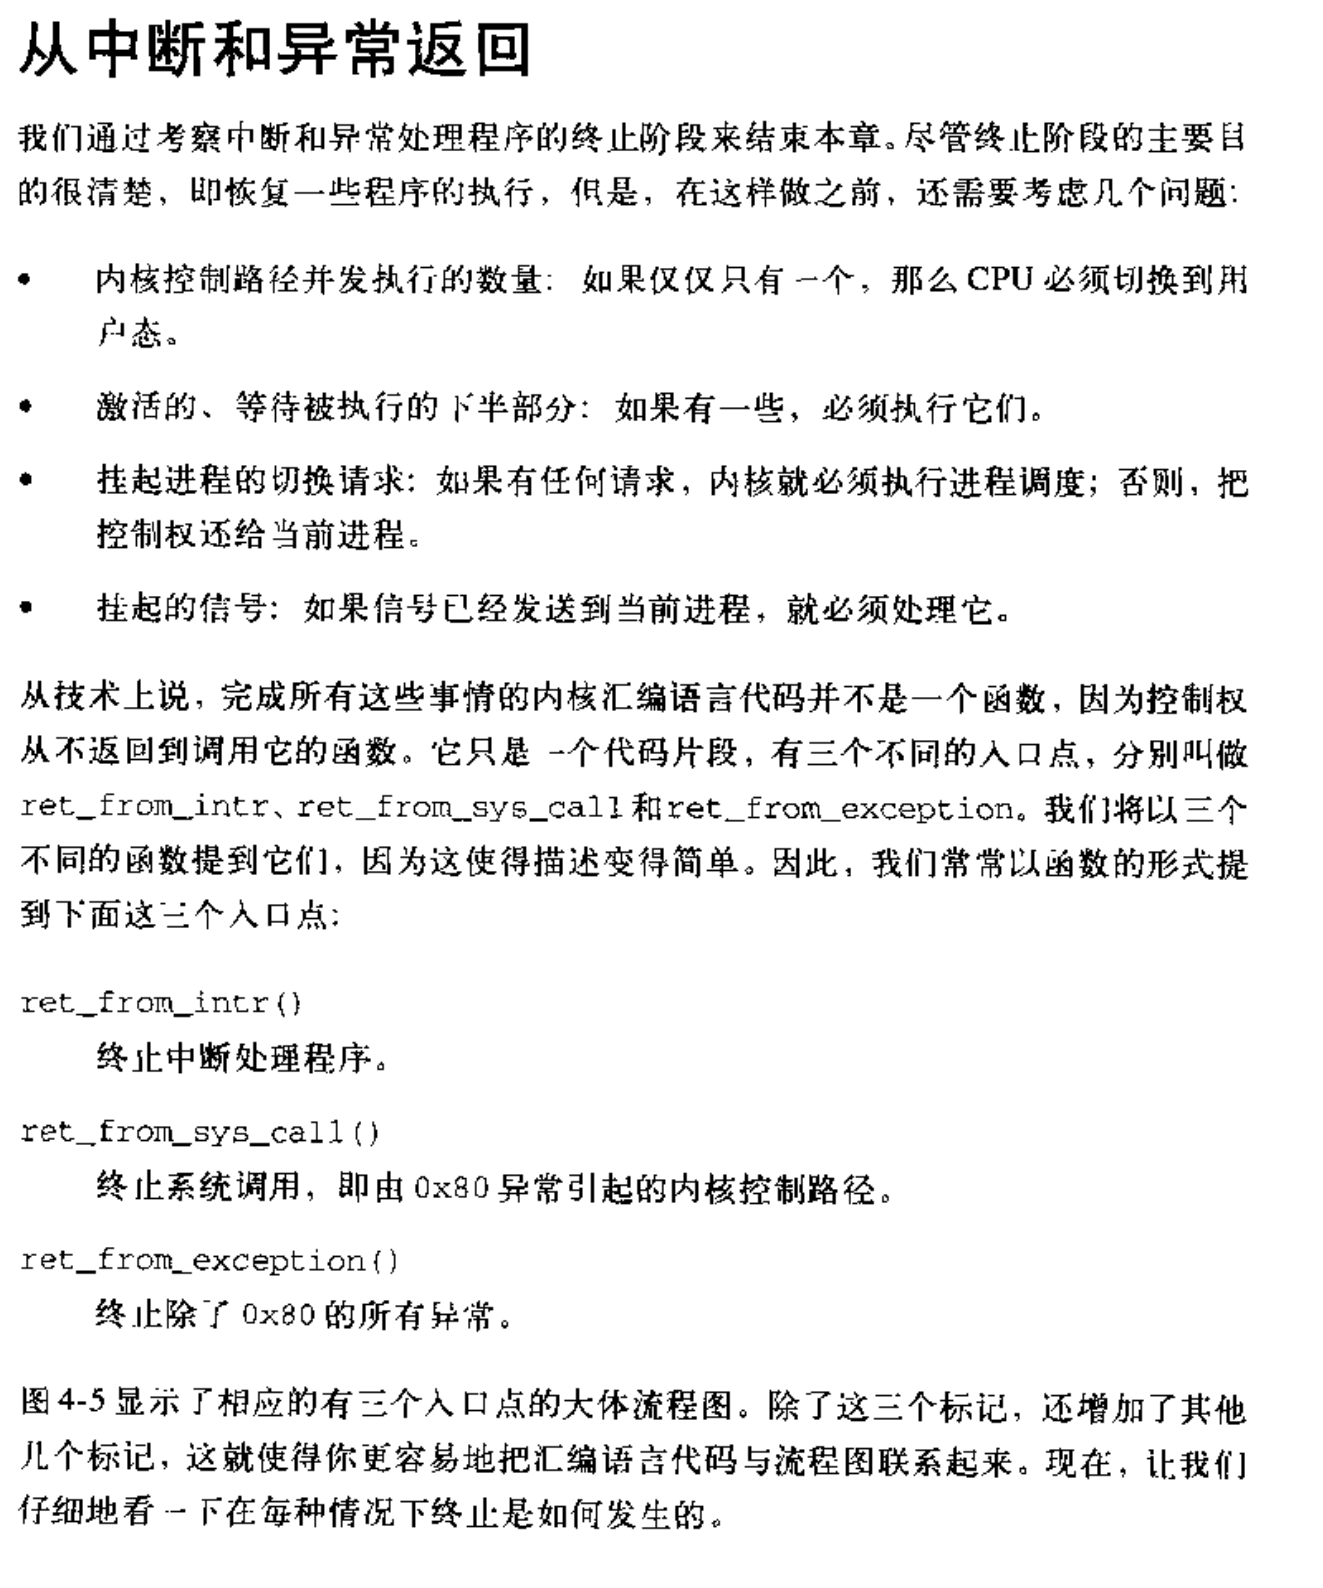 从中断和异常返回
我们通过考察中断和异常处理程序的终止阶段来结束本章。尽管终止阶段的主要目
的很清楚，即恢复一些程序的执行，但是，在这样做之前，还需要考虑几个问题：
• 内核控制路径并发执行的数量：如果仅仅只有一个，那么 CPU 必须切换到用
户态。
• 激活的、等待被执行的下半部分：如果有一些，必须执行它们。
• 挂起进程的切换请求：如果有任何请求，内核就必须执行进程调度；否则，把
控制权还给当前进程。
• 挂起的信号：如果信号已经发送到当前进程，就必须处理它。
从技术上说，完成所有这些事情的内核汇编语言代码并不是一个函数，因为控制权
从不返回到调用它的函数。它只是一个代码片段，有三个不同的入口点，分别叫做
ret_from_intr、ret_from_sys_call 和ret_from_exception。我们将以三个
不同的函数提到它们，因为这使得描述变得简单。因此，我们常常以函数的形式提
到下面这三个入口点：
ret_from_intr()
终止中断处理程序。
ret_from_sys_call()
终止系统调用，即由 0x80 异常引起的内核控制路径。
ret_from_exception()
终止除了 0x80 的所有异常。
图 4-5 显示了相应的有三个入口点的大体流程图。除了这三个标记，还增加了其他
几个标记，这就使得你更容易地把汇编语言代码与流程图联系起来。现在，让我们
仔细地看一下在每种情况下终止是如何发生的。